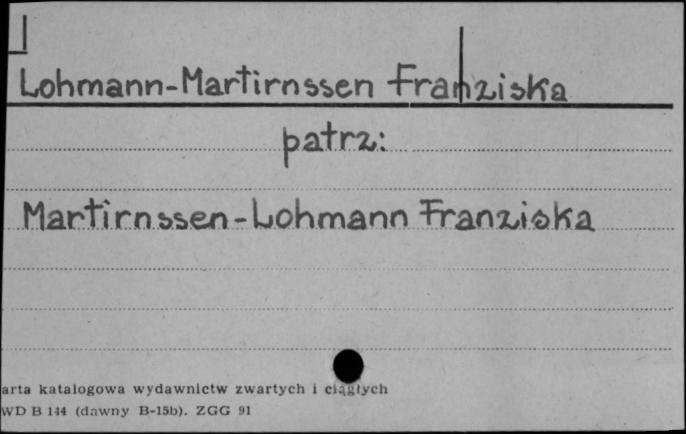 Lohmann-Martirnssen Franziska
patrz:
Martirnssen-Lohmann Franziska
arta katalogowa wydawnictw zwartych i ciągłych
WD B 144 (dawny B-15b). ZGG 91